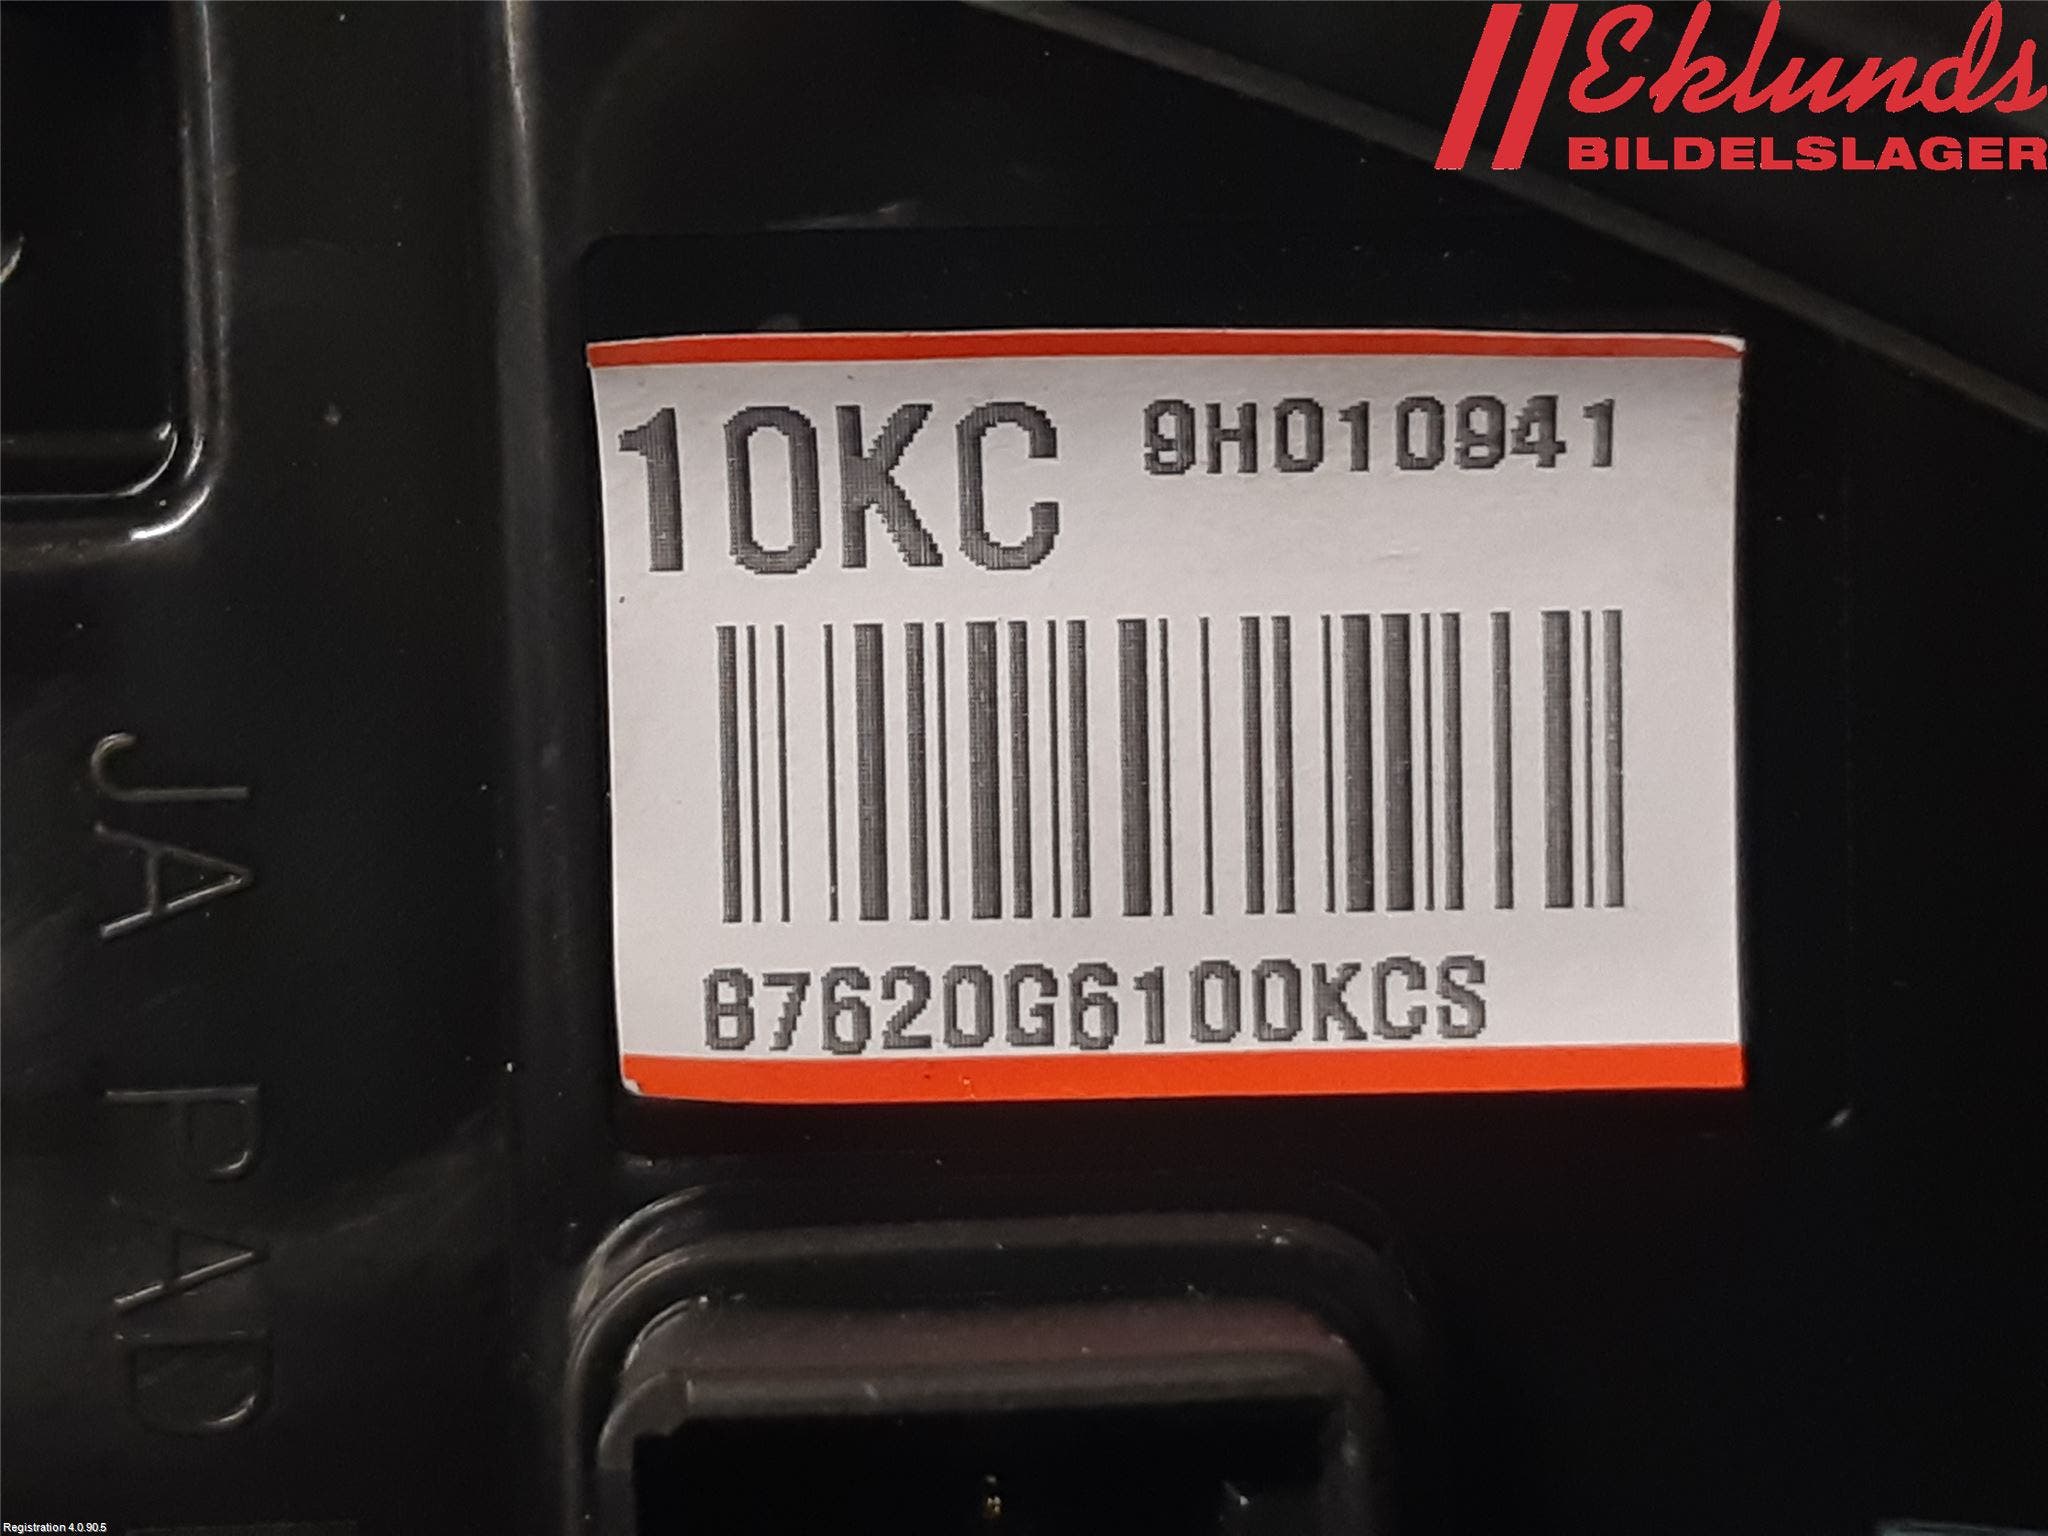 Eklunds
BILDELSLAGER
10KC 9H010941
87620G6100KCS
JA PAD
Registration 4.0.90.5